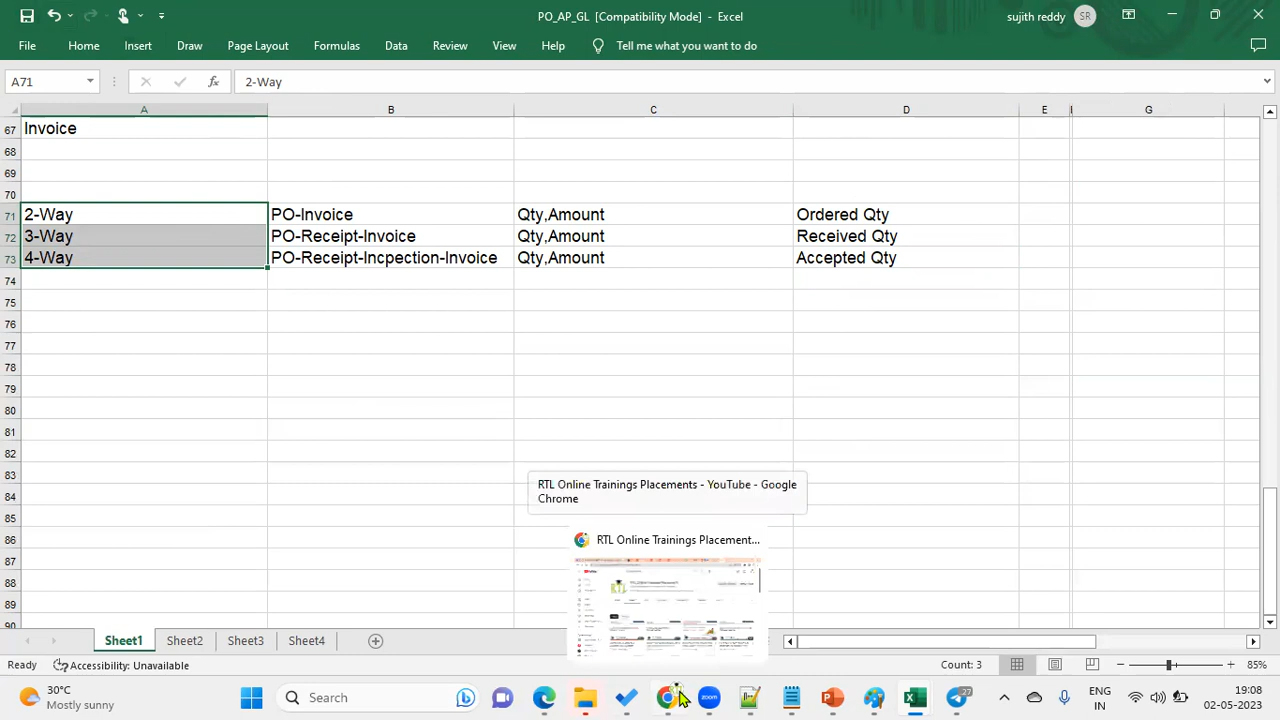 PO_AP_GL [Compatibility Mode] - Excel
sujith reddy SR
File Home Insert Draw Page Layout Formulas Data Review View Help Tell me what you want to do
A71 fx 2-Way
A B C D E G
67 Invoice
68
69
70
71 2-Way PO-Invoice Qty,Amount Ordered Qty
72 3-Way PO-Receipt-Invoice Qty,Amount Received Qty
73 4-Way PO-Receipt-Incpection-Invoice Qty,Amount Accepted Qty
74
75
76
77
78
79
80
81
82
83
84
85
86
87
88
89
90
RTL Online Trainings Placements - YouTube - Google
Chrome
RTL Online Trainings Placement...
Sheet1 Sheet2 Sheet3 Sheet4
Ready Accessibility: Unavailable Count: 3 85%
30°C
Mostly sunny
Search
zoom
27
ENG
IN
19:08
02-05-2023